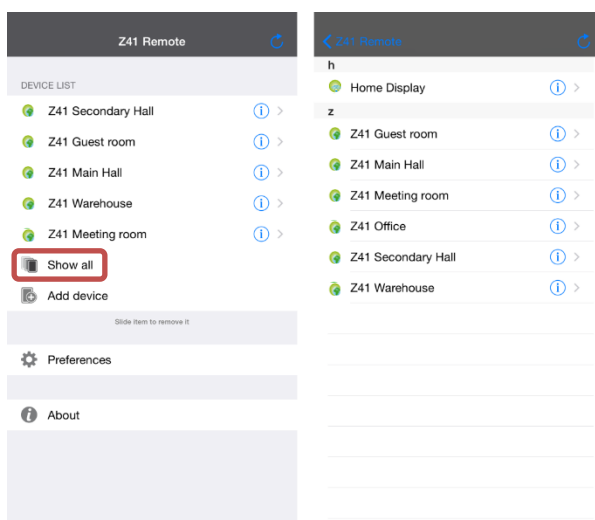 Z41 Remote
DEVICE LIST
Z41 Secondary Hall
Z41 Guest room
Z41 Main Hall
Z41 Warehouse
Z41 Meeting room
Show all
Add device
Slide item to remove it
Preferences
About
Z41 Remote
h
Home Display
z
Z41 Guest room
Z41 Main Hall
Z41 Meeting room
Z41 Office
Z41 Secondary Hall
Z41 Warehouse